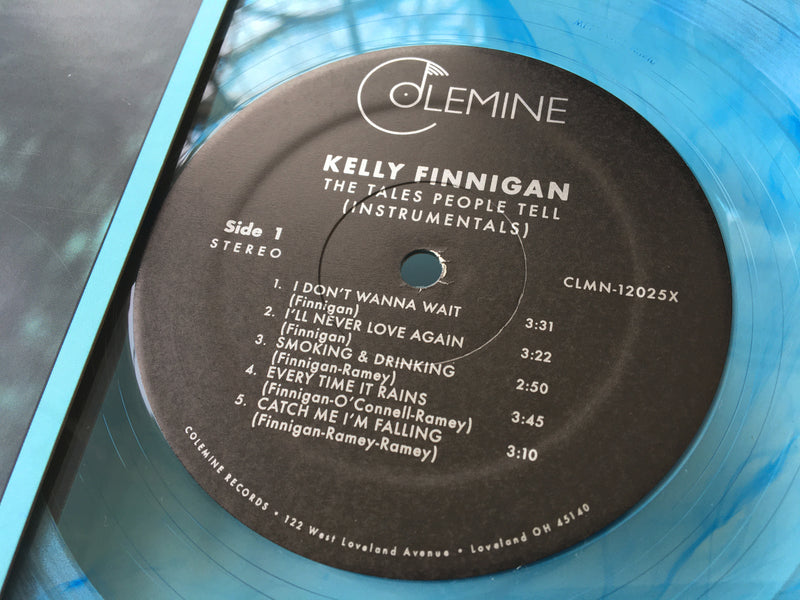 COLEMINE
KELLY FINNIGAN
THE TALES PEOPLE TELL
(INSTRUMENTALS)
Side 1
STEREO
CLMN-12025X
1. I DON'T WANNA WAIT 3:31
(Finnigan)
2. I'LL NEVER LOVE AGAIN 3:22
(Finnigan)
3. SMOKING & DRINKING 2:50
(Finnigan-Ramey)
4. EVERY TIME IT RAINS 3:45
(Finnigan-O'Connell-Ramey)
5. CATCH ME I'M FALLING 3:10
(Finnigan-Ramey-Ramey)
COLEMINE RECORDS • 122 West Loveland Avenue • Loveland OH 45140